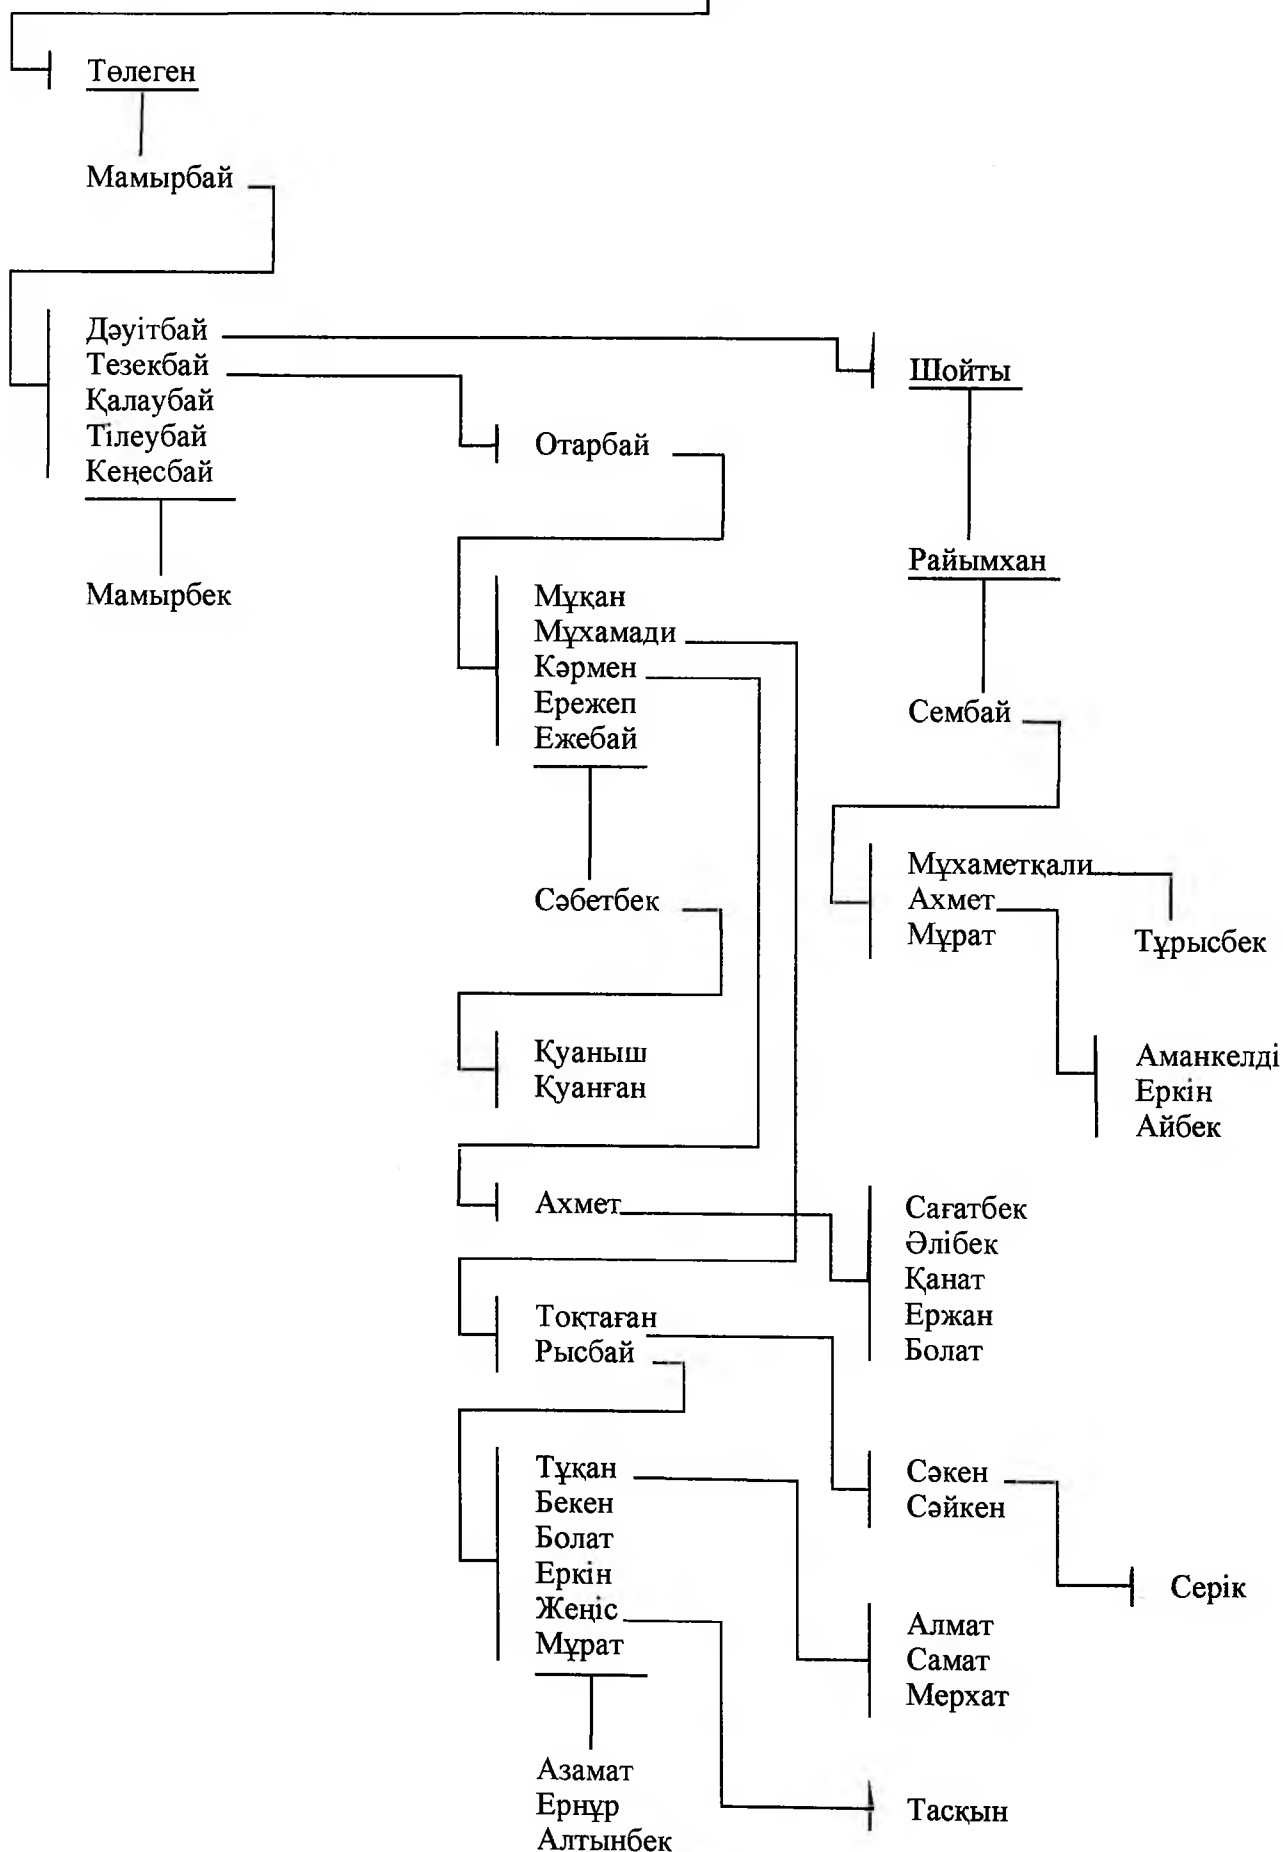 Төлеген
Мамырбай
Дәуітбай
Тезекбай
Қалаубай
Тілеубай
Кеңесбай
Мамырбек
Отарбай
Мұқан
Мұхамади
Кәрмен
Ережеп
Ежебай
Сәбетбек
Қуаныш
Қуанған
Ахмет
Тоқтаған
Рысбай
Тұқан
Бекен
Болат
Еркін
Жеңіс
Мұрат
Азамат
Ернұр
Алтынбек
Шойты
Райымхан
Сембай
Мұхаметқали
Ахмет
Мұрат
Тұрысбек
Аманкелді
Еркін
Айбек
Сағатбек
Әлібек
Қанат
Ержан
Болат
Сәкен
Сәйкен
Серік
Алмат
Самат
Мерхат
Тасқын